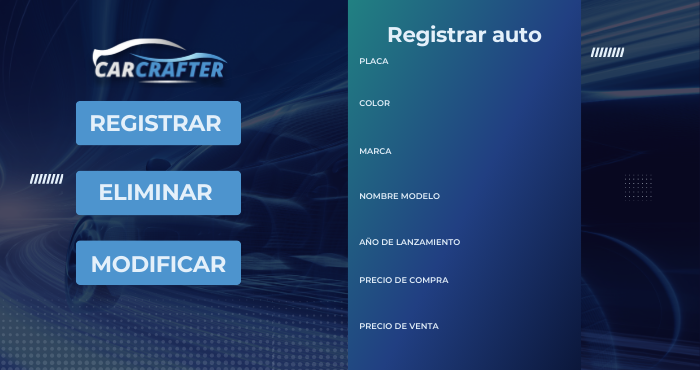 CARCRAFTER
REGISTRAR
ELIMINAR
MODIFICAR
Registrar auto
PLACA
COLOR
MARCA
NOMBRE MODELO
AÑO DE LANZAMIENTO
PRECIO DE COMPRA
PRECIO DE VENTA